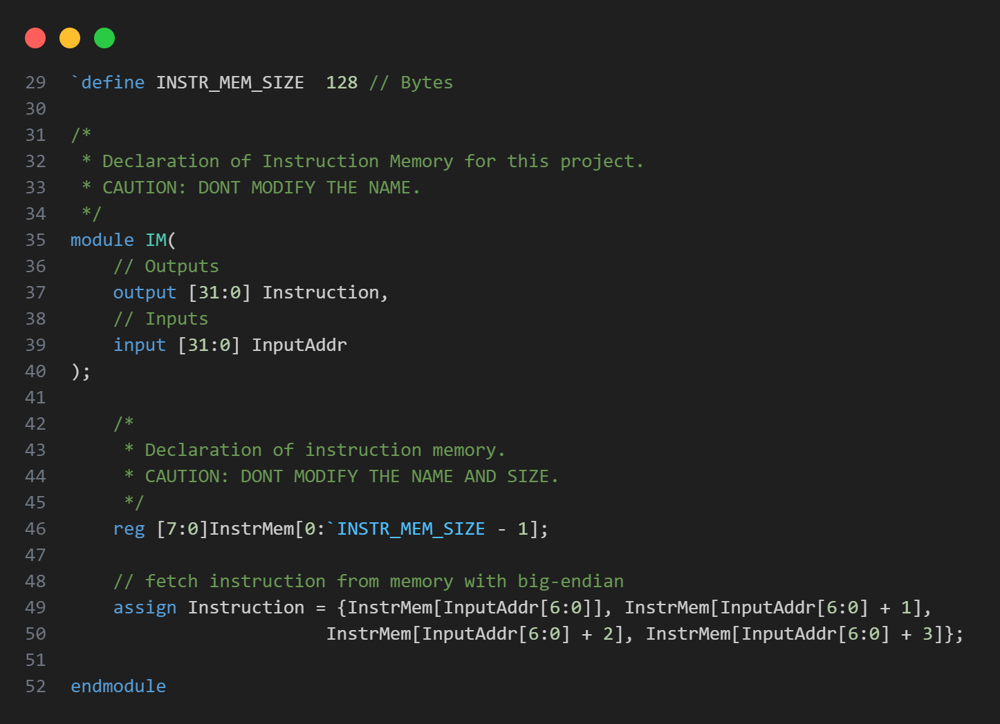 29 `define INSTR_MEM_SIZE  128 // Bytes
30
31 /*
32  * Declaration of Instruction Memory for this project.
33  * CAUTION: DONT MODIFY THE NAME.
34  */
35 module IM(
36     // Outputs
37     output [31:0] Instruction,
38     // Inputs
39     input [31:0] InputAddr
40 );
41
42     /*
43      * Declaration of instruction memory.
44      * CAUTION: DONT MODIFY THE NAME AND SIZE.
45      */
46     reg [7:0]InstrMem[0:`INSTR_MEM_SIZE - 1];
47
48     // fetch instruction from memory with big-endian
49     assign Instruction = {InstrMem[InputAddr[6:0]], InstrMem[InputAddr[6:0] + 1],
50                         InstrMem[InputAddr[6:0] + 2], InstrMem[InputAddr[6:0] + 3]};
51
52 endmodule